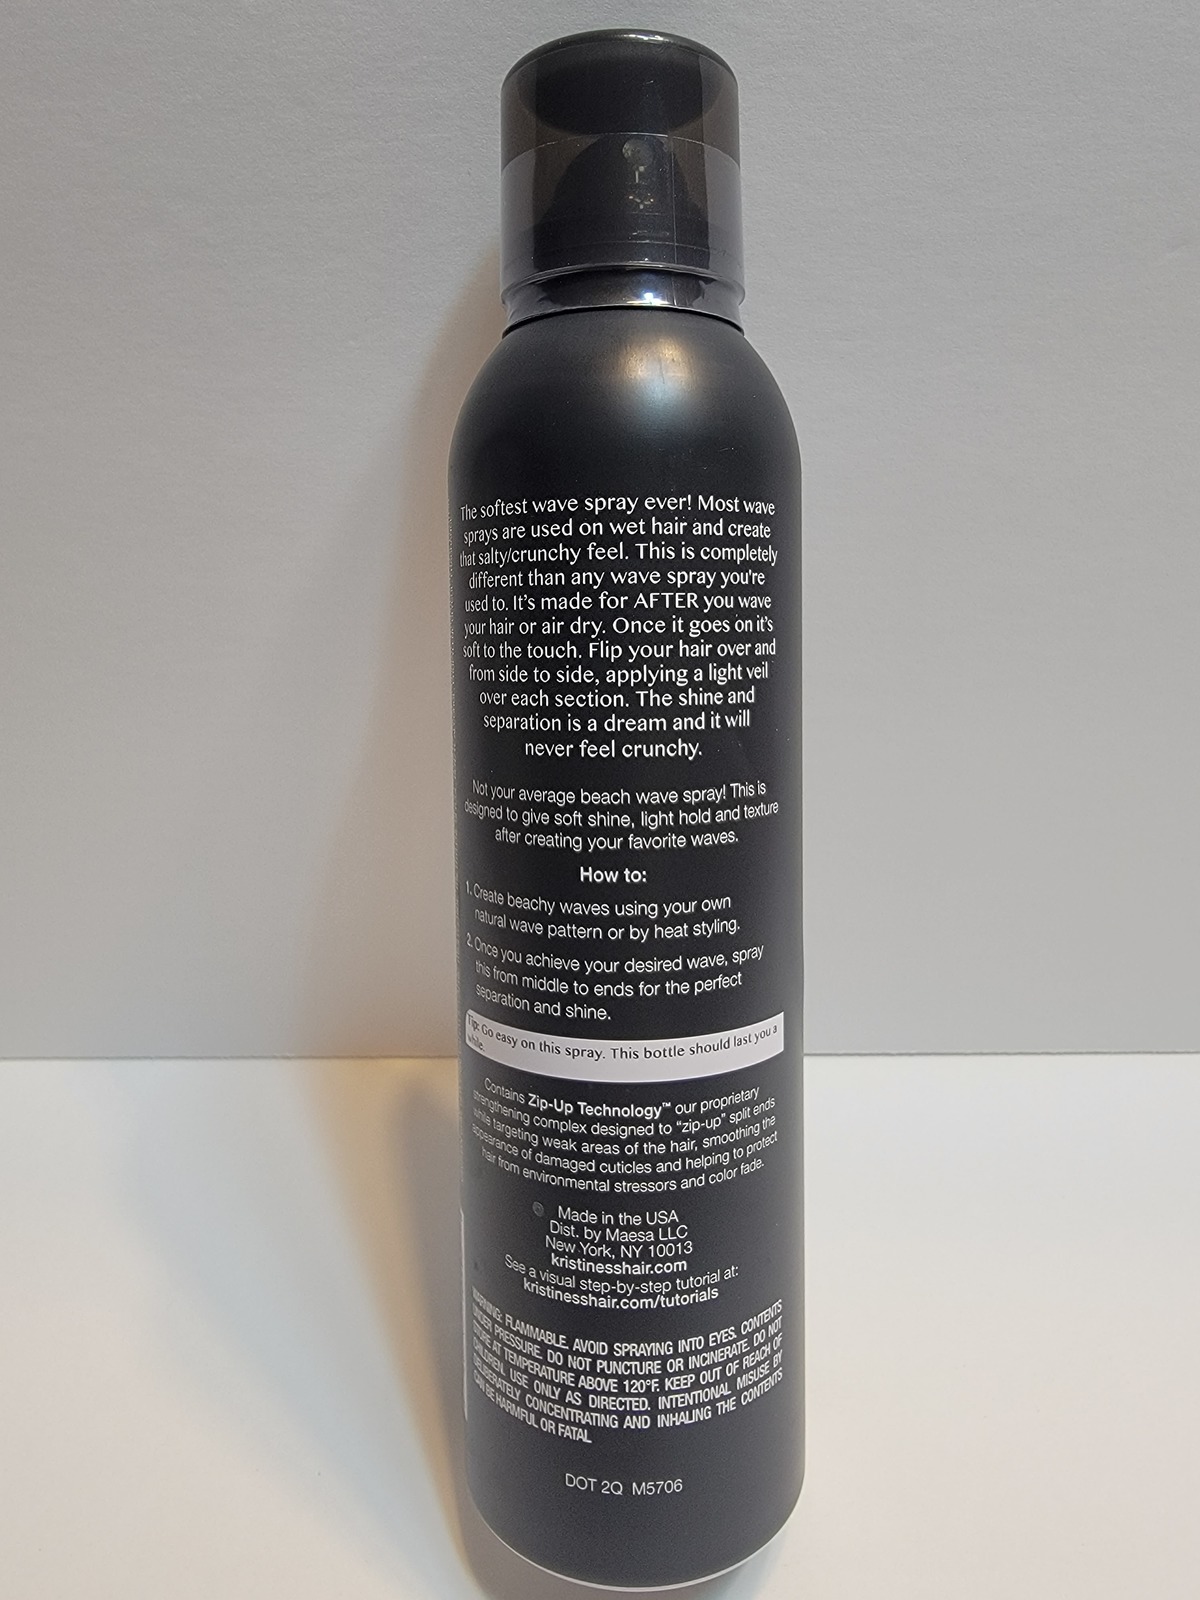 The softest wave spray ever! Most wave
sprays are used on wet hair and create
that salty/crunchy feel. This is completely
different than any wave spray you're
used to. It's made for AFTER you wave
your hair or air dry. Once it goes on it's
soft to the touch. Flip your hair over and
from side to side, applying a light veil
over each section. The shine and
separation is a dream and it will
never feel crunchy.
Not your average beach wave spray! This is
designed to give soft shine, light hold and texture
after creating your favorite waves.
How to:
1. Create beachy waves using your own
natural wave pattern or by heat styling.
2. Once you achieve your desired wave, spray
this from middle to ends for the perfect
separation and shine.
Tip: Go easy on this spray. This bottle should last you a
while.
Contains Zip-Up Technology™ our proprietary
strengthening complex designed to "zip-up" split ends
while targeting weak areas of the hair, smoothing the
appearance of damaged cuticles and helping to protect
hair from environmental stressors and color fade.
Made in the USA
Dist. by Maesa LLC
New York, NY 10013
kristinesshair.com
See a visual step-by-step tutorial at:
kristinesshair.com/tutorials
WARNING: FLAMMABLE. AVOID SPRAYING INTO EYES. CONTENTS
UNDER PRESSURE. DO NOT PUNCTURE OR INCINERATE. DO NOT
STORE AT TEMPERATURE ABOVE 120°F. KEEP OUT OF REACH OF
CHILDREN. USE ONLY AS DIRECTED. INTENTIONAL MISUSE BY
DELIBERATELY CONCENTRATING AND INHALING THE CONTENTS
CAN BE HARMFUL OR FATAL
DOT 2Q M5706